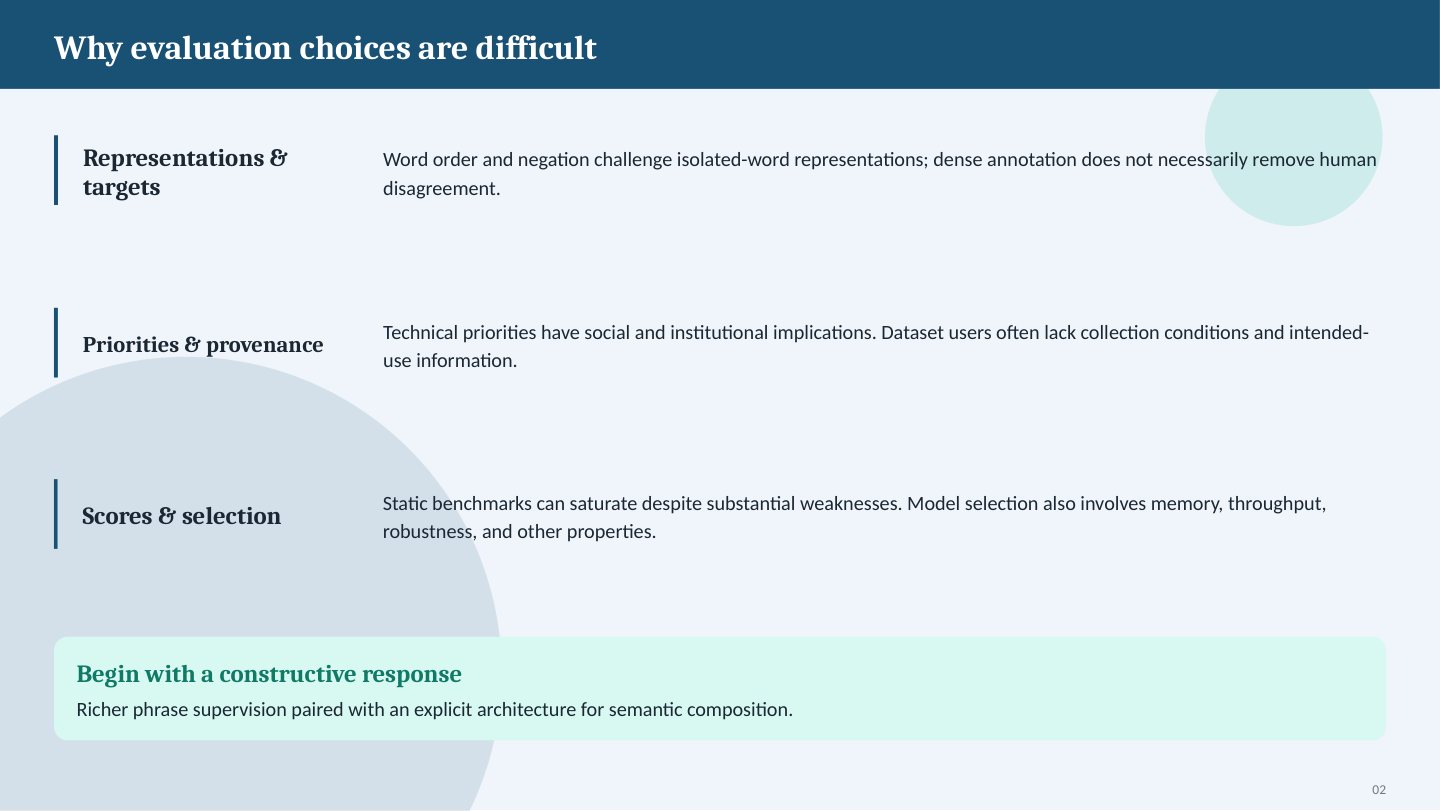 Why evaluation choices are difficult
Representations &
targets
Word order and negation challenge isolated-word representations; dense annotation does not necessarily remove human
disagreement.
Priorities & provenance
Technical priorities have social and institutional implications. Dataset users often lack collection conditions and intended-
use information.
Scores & selection
Static benchmarks can saturate despite substantial weaknesses. Model selection also involves memory, throughput,
robustness, and other properties.
Begin with a constructive response
Richer phrase supervision paired with an explicit architecture for semantic composition.
02